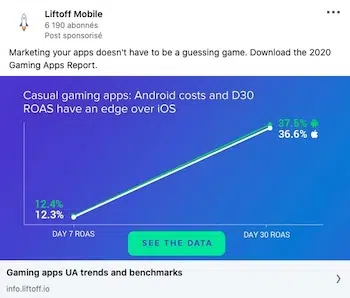 Liftoff Mobile
6 190 abonnés
Post sponsorisé
Marketing your apps doesn't have to be a guessing game. Download the 2020
Gaming Apps Report.
Casual gaming apps: Android costs and D30
ROAS have an edge over iOS
37.5%
36.6%
12.4%
12.3%
DAY 7 ROAS
DAY 30 ROAS
SEE THE DATA
Gaming apps UA trends and benchmarks
info.liftoff.io